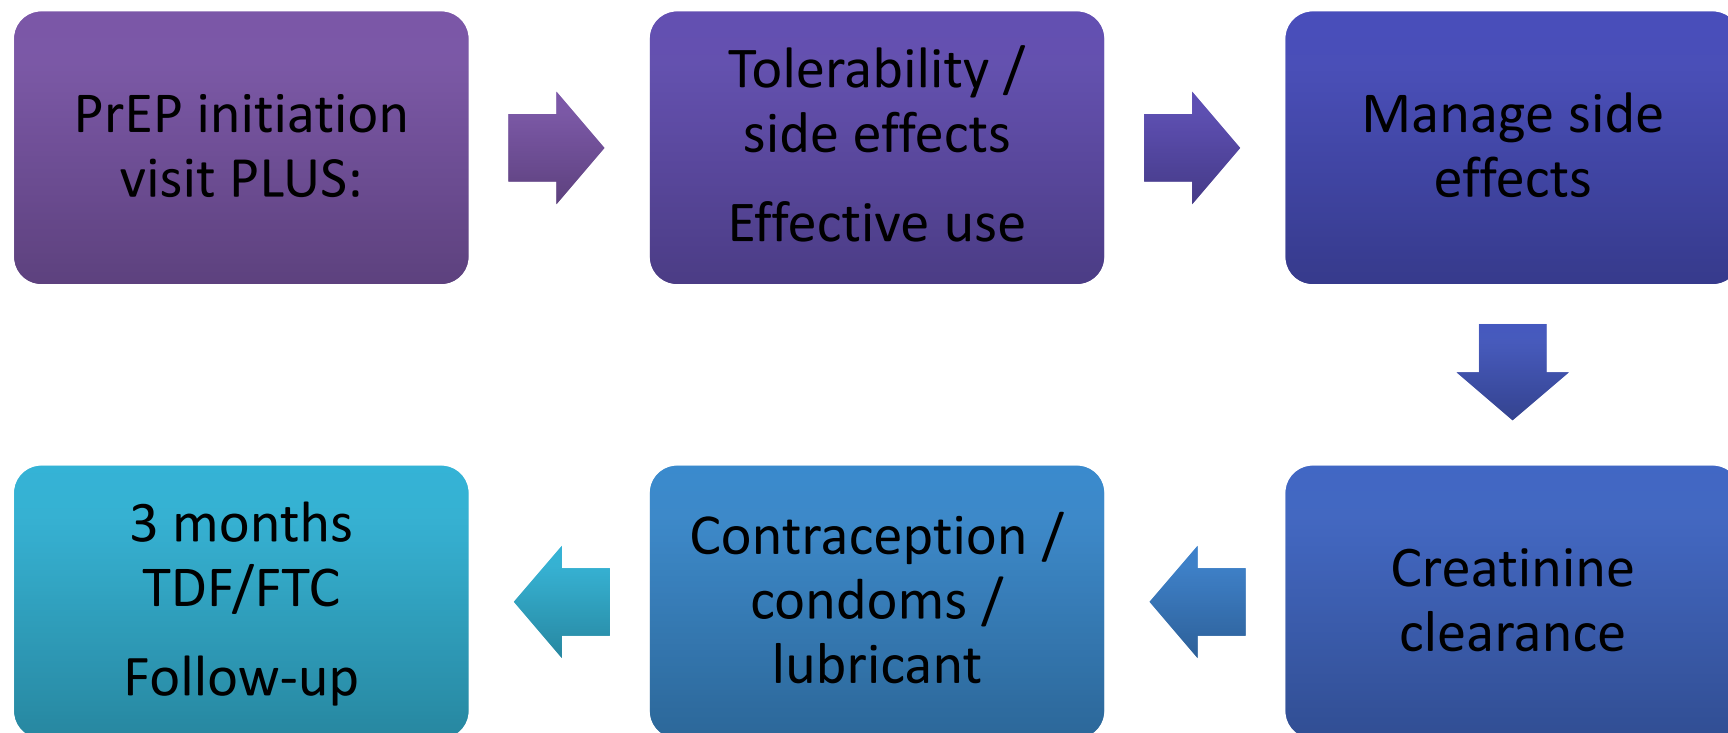 PrEP initiation
visit PLUS:
Tolerability /
side effects
Effective use
Manage side
effects
Creatinine
clearance
Contraception /
condoms /
lubricant
3 months
TDF/FTC
Follow-up